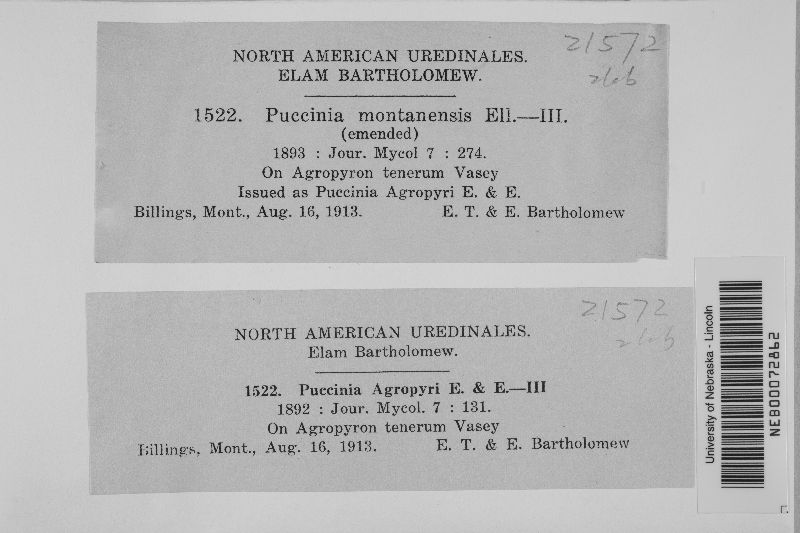 21572
NORTH AMERICAN UREDINALES.
ELAM BARTHOLOMEW.
1522. Puccinia montanensis Ell.—III.
(emended)
1893 : Jour. Mycol 7 : 274.
On Agropyron tenerum Vasey
Issued as Puccinia Agropyri E. & E.
Billings, Mont., Aug. 16, 1913. E. T. & E. Bartholomew
21572
NORTH AMERICAN UREDINALES.
Elam Bartholomew.
1522. Puccinia Agropyri E. & E.—III
1892 : Jour. Mycol. 7 : 131.
On Agropyron tenerum Vasey
Billings, Mont., Aug. 16, 1913. E. T. & E. Bartholomew
University of Nebraska - Lincoln
NEB00072862